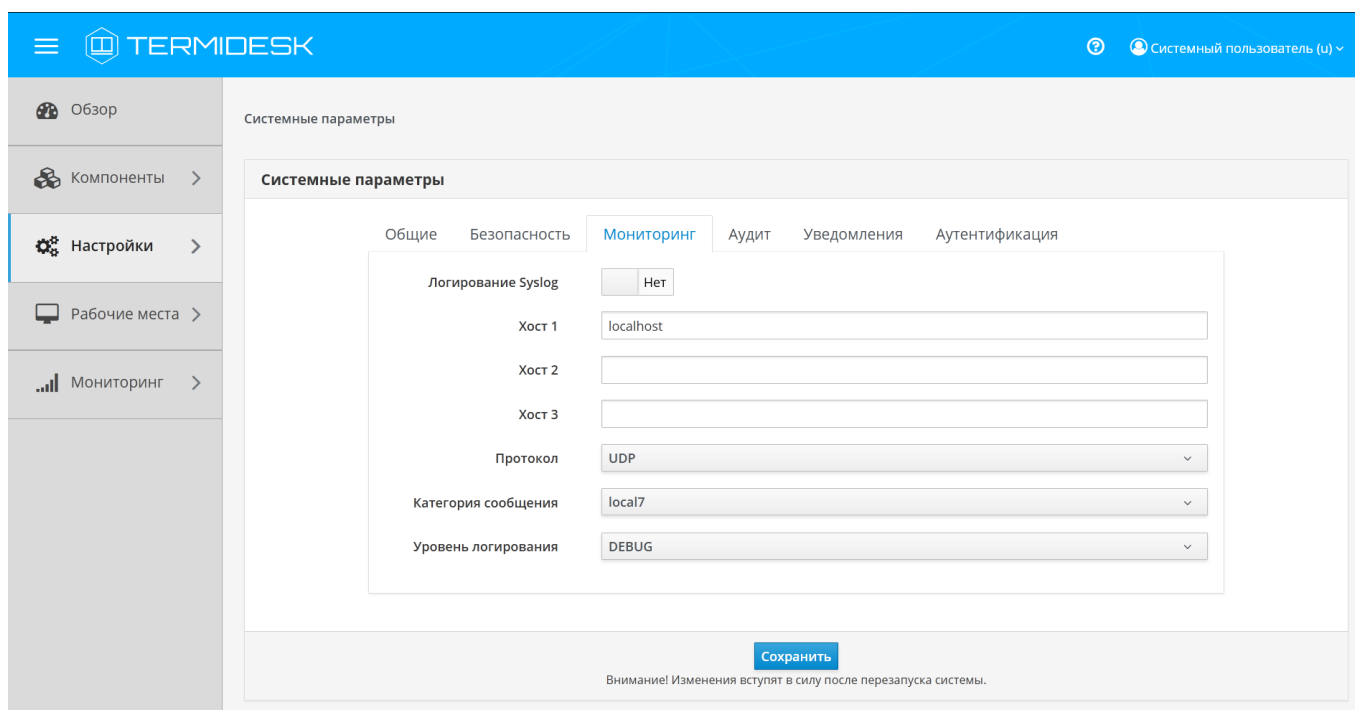 TERMIDESK
Системный пользователь (u)
Обзор
Компоненты
Настройки
Рабочие места
Мониторинг
Системные параметры
Системные параметры
Общие Безопасность Мониторинг Аудит Уведомления Аутентификация
Логирование Syslog Нет
Хост 1 localhost
Хост 2
Хост 3
Протокол UDP
Категория сообщения local7
Уровень логирования DEBUG
Сохранить
Внимание! Изменения вступят в силу после перезапуска системы.